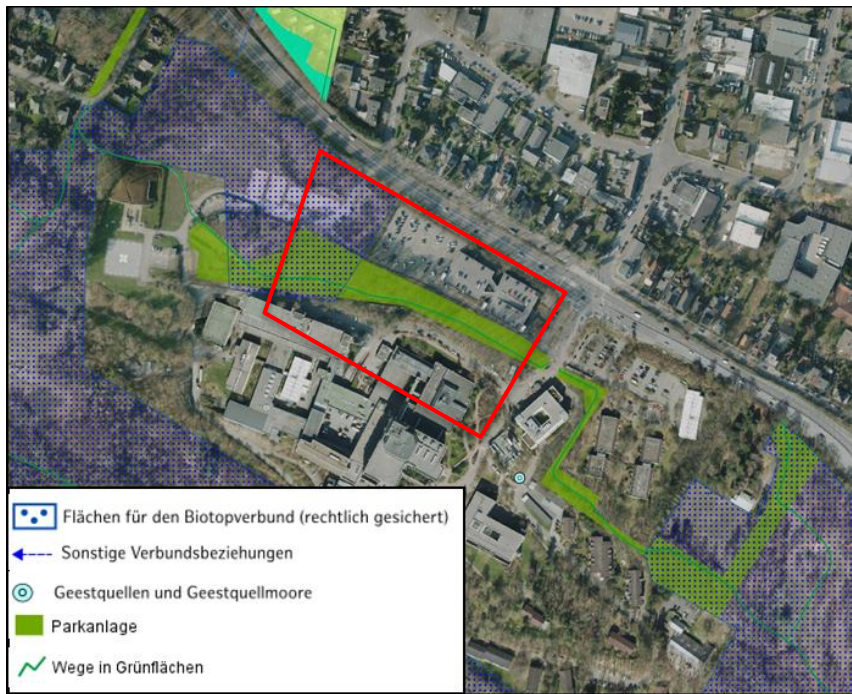 Flächen für den Biotopverbund (rechtlich gesichert)
Sonstige Verbundsbeziehungen
Geestquellen und Geestquellmoore
Parkanlage
Wege in Grünflächen